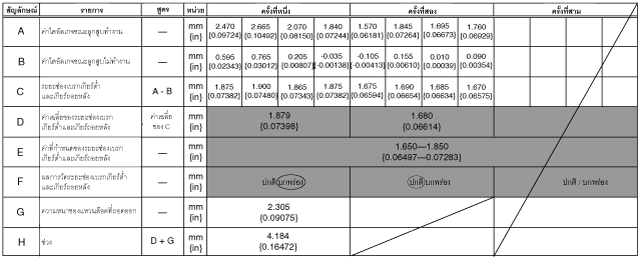 สัญลักษณ์ รายการ สูตร หน่วย ครั้งที่หนึ่ง ครั้งที่สอง ครั้งที่สาม
A ค่าไดอัลเกจขณะลูกสูบทำงาน — mm {in} 2.470 {0.09724} 2.665 {0.10492} 2.070 {0.08150} 1.840 {0.07244} 1.570 {0.06181} 1.845 {0.07264} 1.695 {0.06673} 1.760 {0.06929}
B ค่าไดอัลเกจขณะลูกสูบไม่ทำงาน — mm {in} 0.595 {0.02343} 0.765 {0.03012} 0.205 {0.00807} -0.035 {-0.00138} -0.105 {-0.00413} 0.155 {0.00610} 0.010 {0.00039} 0.090 {0.00354}
C ระยะช่องเบรกเกียร์ต่ำ และเกียร์ถอยหลัง A - B mm {in} 1.875 {0.07382} 1.900 {0.07480} 1.865 {0.07343} 1.875 {0.07382} 1.675 {0.06594} 1.690 {0.06654} 1.685 {0.06634} 1.670 {0.06575}
D ค่าเฉลี่ยของระยะช่องเบรก เกียร์ต่ำและเกียร์ถอยหลัง ค่าเฉลี่ย ของ C mm {in} 1.879 {0.07398} 1.680 {0.06614}
E ค่าที่กำหนดของระยะช่องเบรก เกียร์ต่ำและเกียร์ถอยหลัง — mm {in} 1.650—1.850 {0.06497—0.07283}
F ผลการวัดระยะช่องเบรกเกียร์ต่ำ และเกียร์ถอยหลัง — mm {in} ปกติ บกพร่อง ปกติ บกพร่อง ปกติ / บกพร่อง
G ความหนาของแหวนล็อคที่ถอดออก — mm {in} 2.305 {0.09075}
H ช่วง D + G mm {in} 4.184 {0.16472}